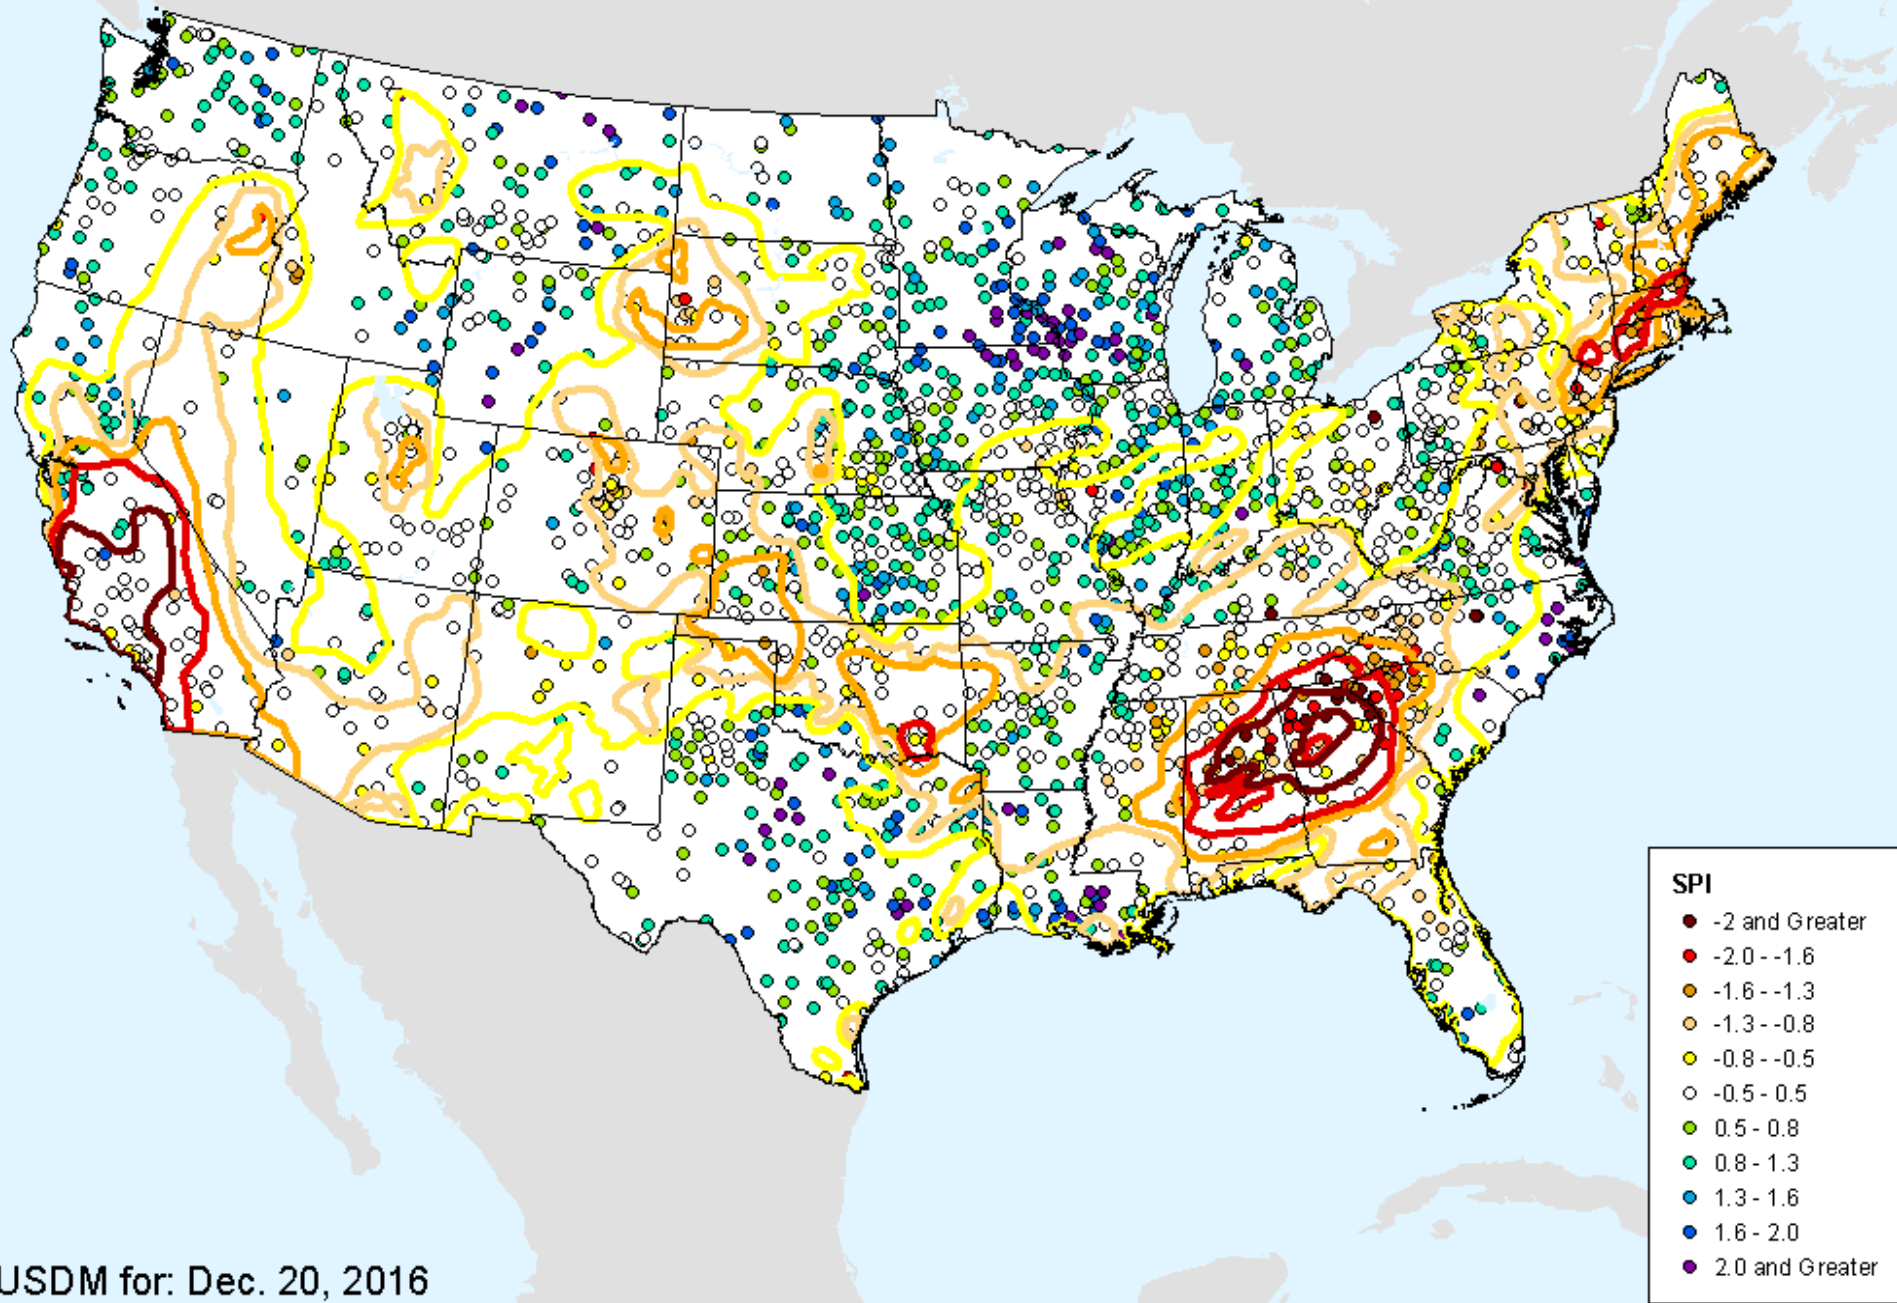 SPI
-2 and Greater
-2.0 - -1.6
-1.6 - -1.3
-1.3 - -0.8
-0.8 - -0.5
-0.5 - 0.5
0.5 - 0.8
0.8 - 1.3
1.3 - 1.6
1.6 - 2.0
2.0 and Greater
USDM for: Dec. 20, 2016